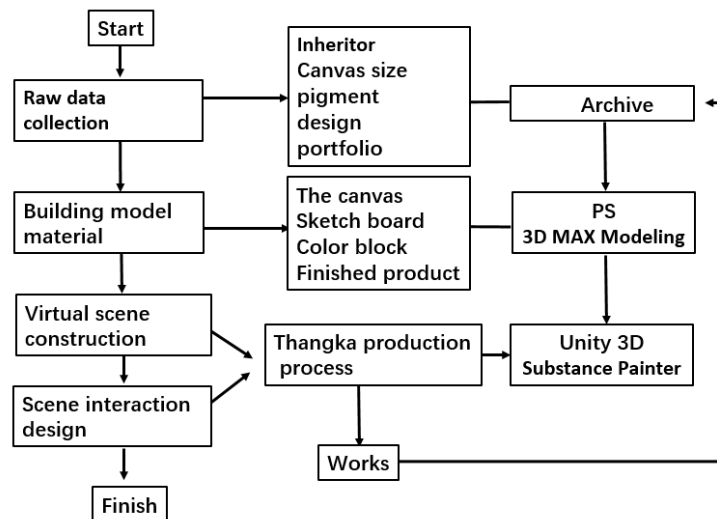 Start
Raw data
collection
Inheritor
Canvas size
pigment
design
portfolio
Archive
Building model
material
The canvas
Sketch board
Color block
Finished product
PS
3D MAX Modeling
Virtual scene
construction
Thangka production
process
Unity 3D
Substance Painter
Scene interaction
design
Works
Finish